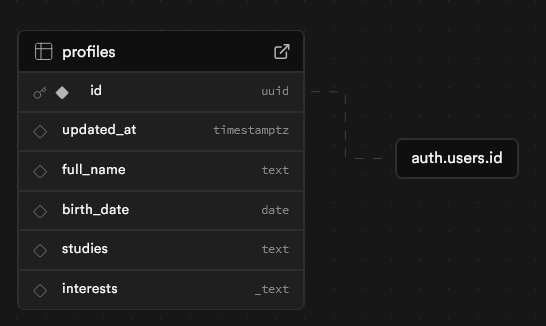 profiles
id uuid
updated_at timestamptz
full_name text
birth_date date
studies text
interests _text
auth.users.id